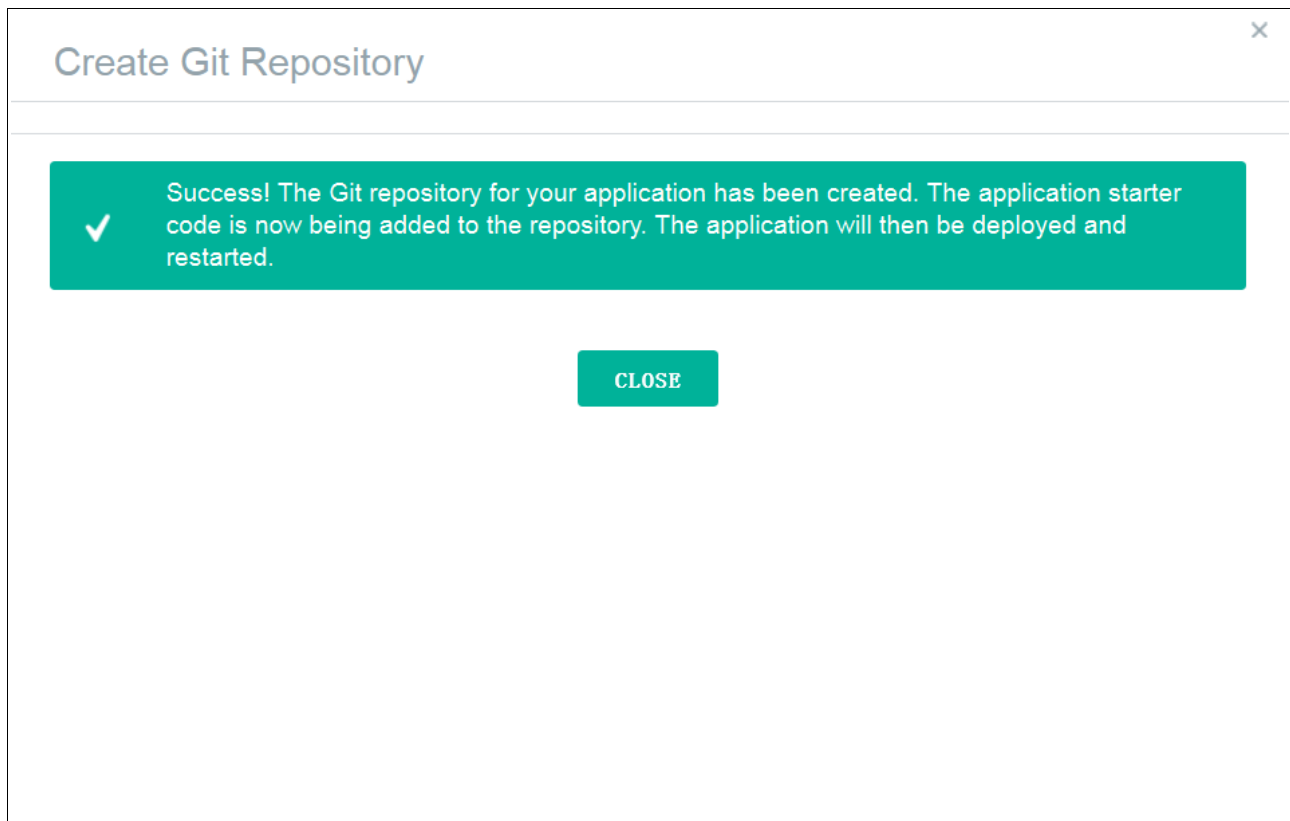 Create Git Repository
Success! The Git repository for your application has been created. The application starter
code is now being added to the repository. The application will then be deployed and
restarted.
CLOSE